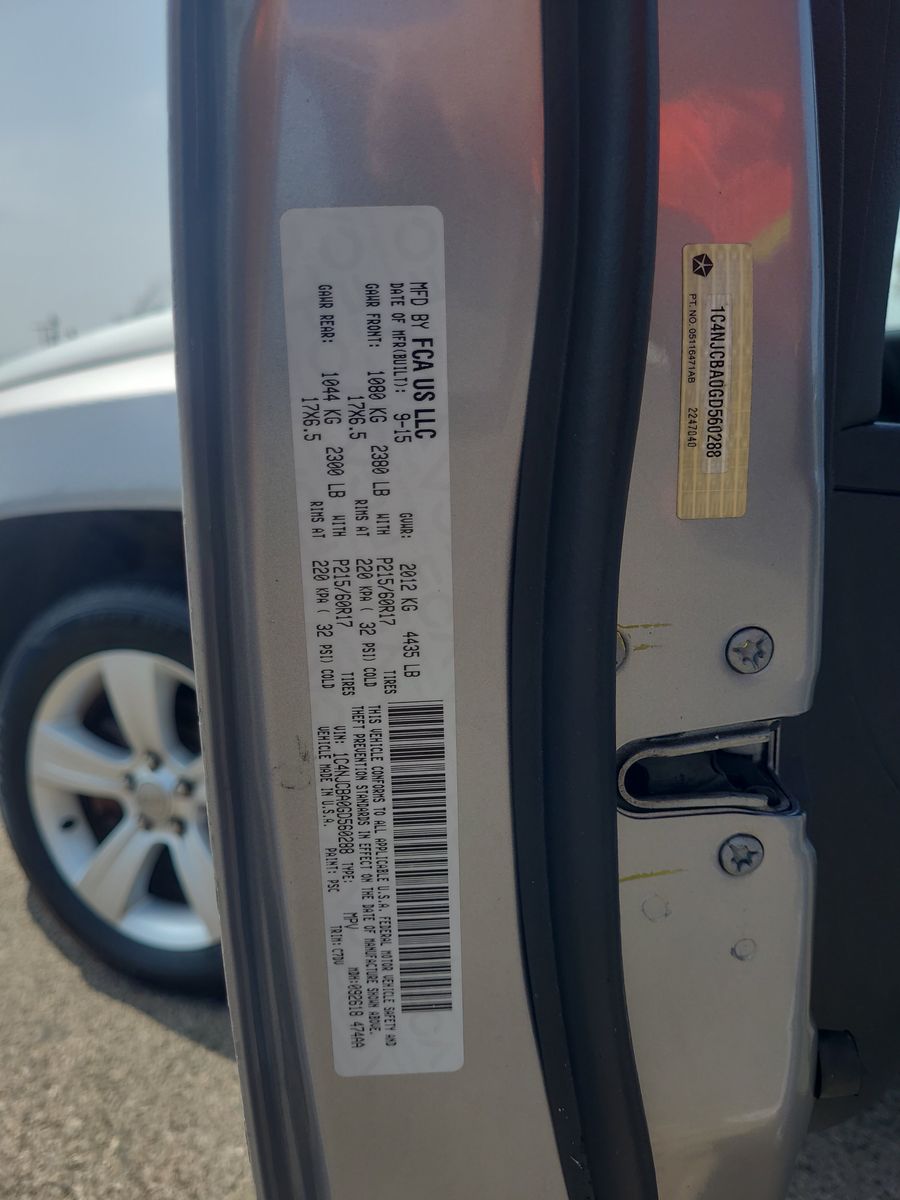 MFD BY FCA US LLC
DATE OF MFR(BUILT): 9-15 GVWR: 2012 KG 4435 LB
GAWR FRONT: 1080 KG 2380 LB WITH P215/60R17 TIRES
17X6.5 RIMS AT 220 KPA ( 32 PSI) COLD
GAWR REAR: 1044 KG 2300 LB WITH P215/60R17 TIRES
17X6.5 RIMS AT 220 KPA ( 32 PSI) COLD
THIS VEHICLE CONFORMS TO ALL APPLICABLE U.S.A. FEDERAL MOTOR VEHICLE SAFETY AND
THEFT PREVENTION STANDARDS IN EFFECT ON THE DATE OF MANUFACTURE SHOWN ABOVE.
VIN: 1C4NJCBA0GD560288 TYPE: MPV MDH:092618 474AA
VEHICLE MADE IN U.S.A. PAINT: PSC TRIM: C7DV
1C4NJCBA0GD560288
PT. NO. 05116471AB 2247040